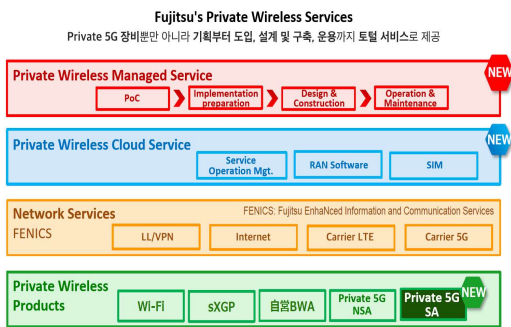 Fujitsu's Private Wireless Services
Private 5G 장비뿐만 아니라 기획부터 도입, 설계 및 구축, 운용까지 토털 서비스로 제공
NEW
Private Wireless Managed Service
PoC
Implementation
preparation
Design &
Construction
Operation &
Maintenance
NEW
Private Wireless Cloud Service
Service
Operation Mgt.
RAN Software
SIM
Network Services
FENICS: Fujitsu EnhaNced Information and Communication Services
FENICS
LL/VPN
Internet
Carrier LTE
Carrier 5G
Private Wireless
Products
Wi-Fi
sXGP
自営BWA
Private 5G
NSA
Private 5G
SA
NEW